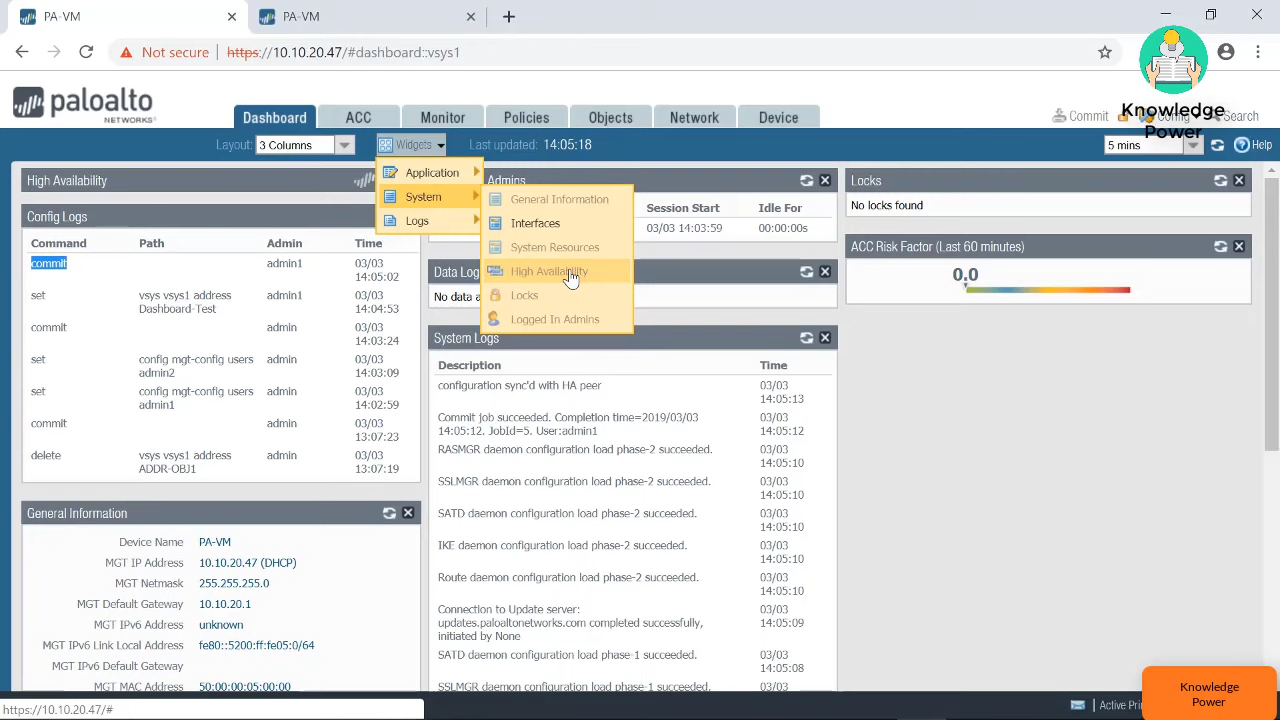 PA-VM
PA-VM
Not secure
https://10.10.20.47/#dashboard::vsys1
Knowledge
Power
paloalto
NETWORKS
Dashboard
ACC
Monitor
Policies
Objects
Network
Device
Commit
Config
Search
Layout:
3 Columns
Widgets
Last updated:
14:05:18
5 mins
Help
Application
System
Logs
General Information
Interfaces
System Resources
High Availability
Locks
Logged In Admins
High Availability
Config Logs
Command Path Admin Time
commit admin1 03/03
14:05:02
set vsys vsys1 address admin1 03/03
Dashboard-Test 14:04:53
commit admin 03/03
14:03:24
set config mgt-config users admin 03/03
admin2 14:03:09
set config mgt-config users admin 03/03
admin1 14:02:59
commit admin 03/03
13:07:23
delete vsys vsys1 address admin 03/03
ADDR-OBJ1 13:07:19
General Information
Device Name PA-VM
MGT IP Address 10.10.20.47 (DHCP)
MGT Netmask 255.255.255.0
MGT Default Gateway 10.10.20.1
MGT IPv6 Address unknown
MGT IPv6 Link Local Address fe80::5200:ff:fe05:0/64
MGT IPv6 Default Gateway
MGT MAC Address 50:00:00:05:00:00
Admins
Session Start Idle For
03/03 14:03:59 00:00:00s
Data Log
No data a
System Logs
Description Time
configuration sync'd with HA peer 03/03
14:05:13
Commit job succeeded. Completion time=2019/03/03 03/03
14:05:12. JobId=5. User:admin1 14:05:12
RASMGR daemon configuration load phase-2 succeeded. 03/03
14:05:10
SSLMGR daemon configuration load phase-2 succeeded. 03/03
14:05:10
SATD daemon configuration load phase-2 succeeded. 03/03
14:05:10
IKE daemon configuration load phase-2 succeeded. 03/03
14:05:10
Route daemon configuration load phase-2 succeeded. 03/03
14:05:10
Connection to Update server: 03/03
updates.paloaltonetworks.com completed successfully, 14:05:09
initiated by None
SATD daemon configuration load phase-1 succeeded. 03/03
14:05:08
SSLMGR daemon configuration load phase-1 succeeded. 03/03
Locks
No locks found
ACC Risk Factor (Last 60 minutes)
0.0
https://10.10.20.47/#
Active Pri
Knowledge
Power